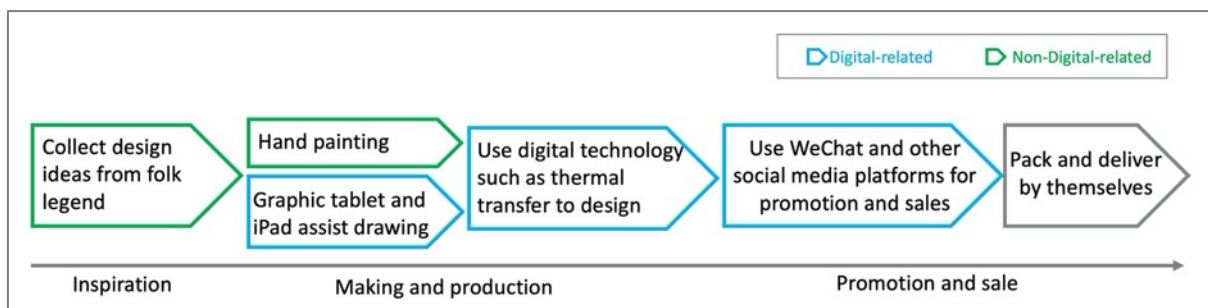 Digital-related
Non-Digital-related
Collect design
ideas from folk
legend
Hand painting
Graphic tablet and
iPad assist drawing
Use digital technology
such as thermal
transfer to design
Use WeChat and other
social media platforms for
promotion and sales
Pack and deliver
by themselves
Inspiration
Making and production
Promotion and sale